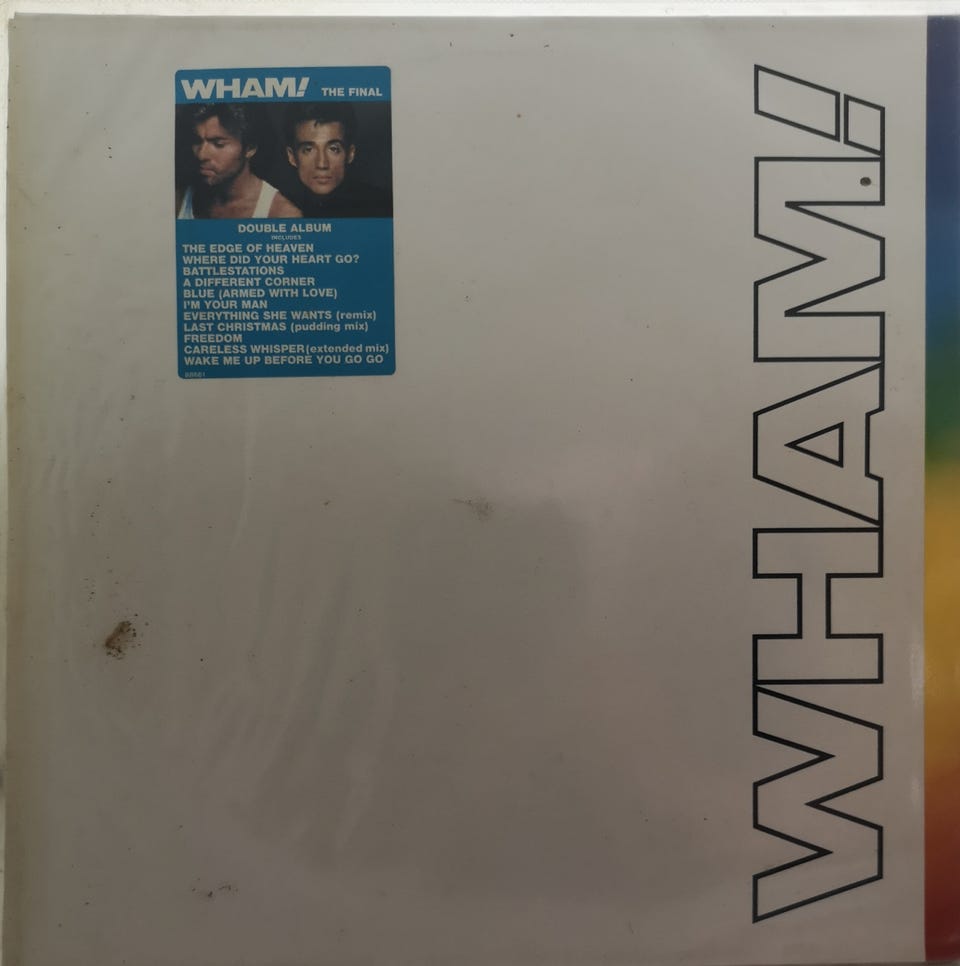 WHAM! THE FINAL
DOUBLE ALBUM
INCLUDES
THE EDGE OF HEAVEN
WHERE DID YOUR HEART GO?
BATTLESTATIONS
A DIFFERENT CORNER
BLUE (ARMED WITH LOVE)
I'M YOUR MAN
EVERYTHING SHE WANTS (remix)
LAST CHRISTMAS (pudding mix)
FREEDOM
CARELESS WHISPER (extended mix)
WAKE ME UP BEFORE YOU GO GO
WHAM!